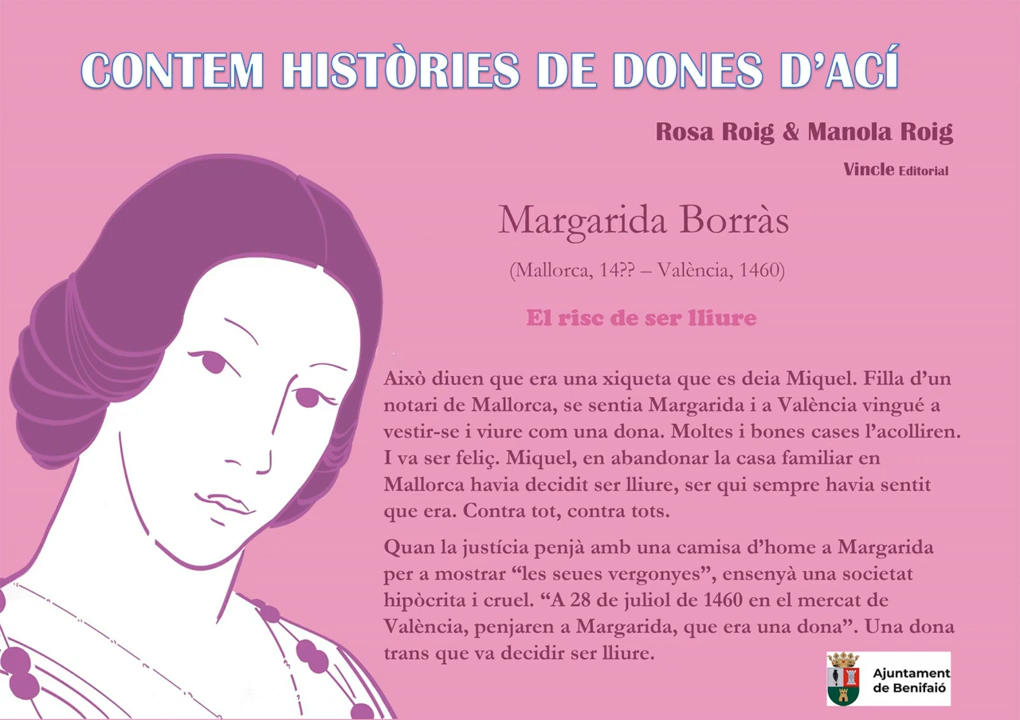 CONTEM HISTÒRIES DE DONES D'ACÍ
Rosa Roig & Manola Roig
Vincle Editorial
Margarida Borràs
(Mallorca, 14?? – València, 1460)
El risc de ser lliure
Això diuen que era una xiqueta que es deia Miquel. Filla d'un
notari de Mallorca, se sentia Margarida i a València vingué a
vestir-se i viure com una dona. Moltes i bones cases l'acolliren.
I va ser feliç. Miquel, en abandonar la casa familiar en
Mallorca havia decidit ser lliure, ser qui sempre havia sentit
que era. Contra tot, contra tots.
Quan la justícia penjà amb una camisa d'home a Margarida
per a mostrar “les seues vergonyes”, ensenyà una societat
hipòcrita i cruel. “A 28 de juliol de 1460 en el mercat de
València, penjaren a Margarida, que era una dona”. Una dona
trans que va decidir ser lliure.
Ajuntament
de Benifaió